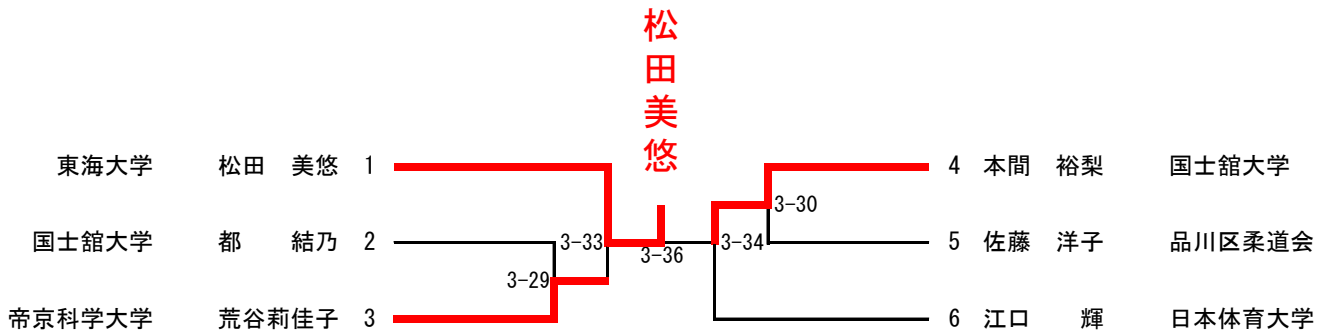 松田美悠
東海大学 松田 美悠 1
4 本間 裕梨 国士舘大学
3-30
国士舘大学 都 結乃 2
3-33
3-36
3-34
5 佐藤 洋子 品川区柔道会
3-29
帝京科学大学 荒谷莉佳子 3
6 江口 輝 日本体育大学